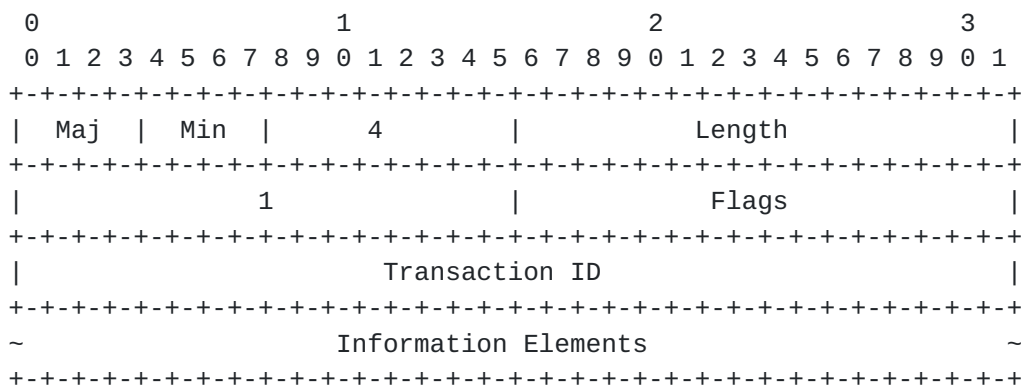 0                   1                   2                   3
 0 1 2 3 4 5 6 7 8 9 0 1 2 3 4 5 6 7 8 9 0 1 2 3 4 5 6 7 8 9 0 1
+-+-+-+-+-+-+-+-+-+-+-+-+-+-+-+-+-+-+-+-+-+-+-+-+-+-+-+-+-+-+-+-+
|  Maj  |  Min  |      4        |           Length              |
+-+-+-+-+-+-+-+-+-+-+-+-+-+-+-+-+-+-+-+-+-+-+-+-+-+-+-+-+-+-+-+-+
|               1               |            Flags              |
+-+-+-+-+-+-+-+-+-+-+-+-+-+-+-+-+-+-+-+-+-+-+-+-+-+-+-+-+-+-+-+-+
|                       Transaction ID                          |
+-+-+-+-+-+-+-+-+-+-+-+-+-+-+-+-+-+-+-+-+-+-+-+-+-+-+-+-+-+-+-+-+
~                    Information Elements                       ~
+-+-+-+-+-+-+-+-+-+-+-+-+-+-+-+-+-+-+-+-+-+-+-+-+-+-+-+-+-+-+-+-+